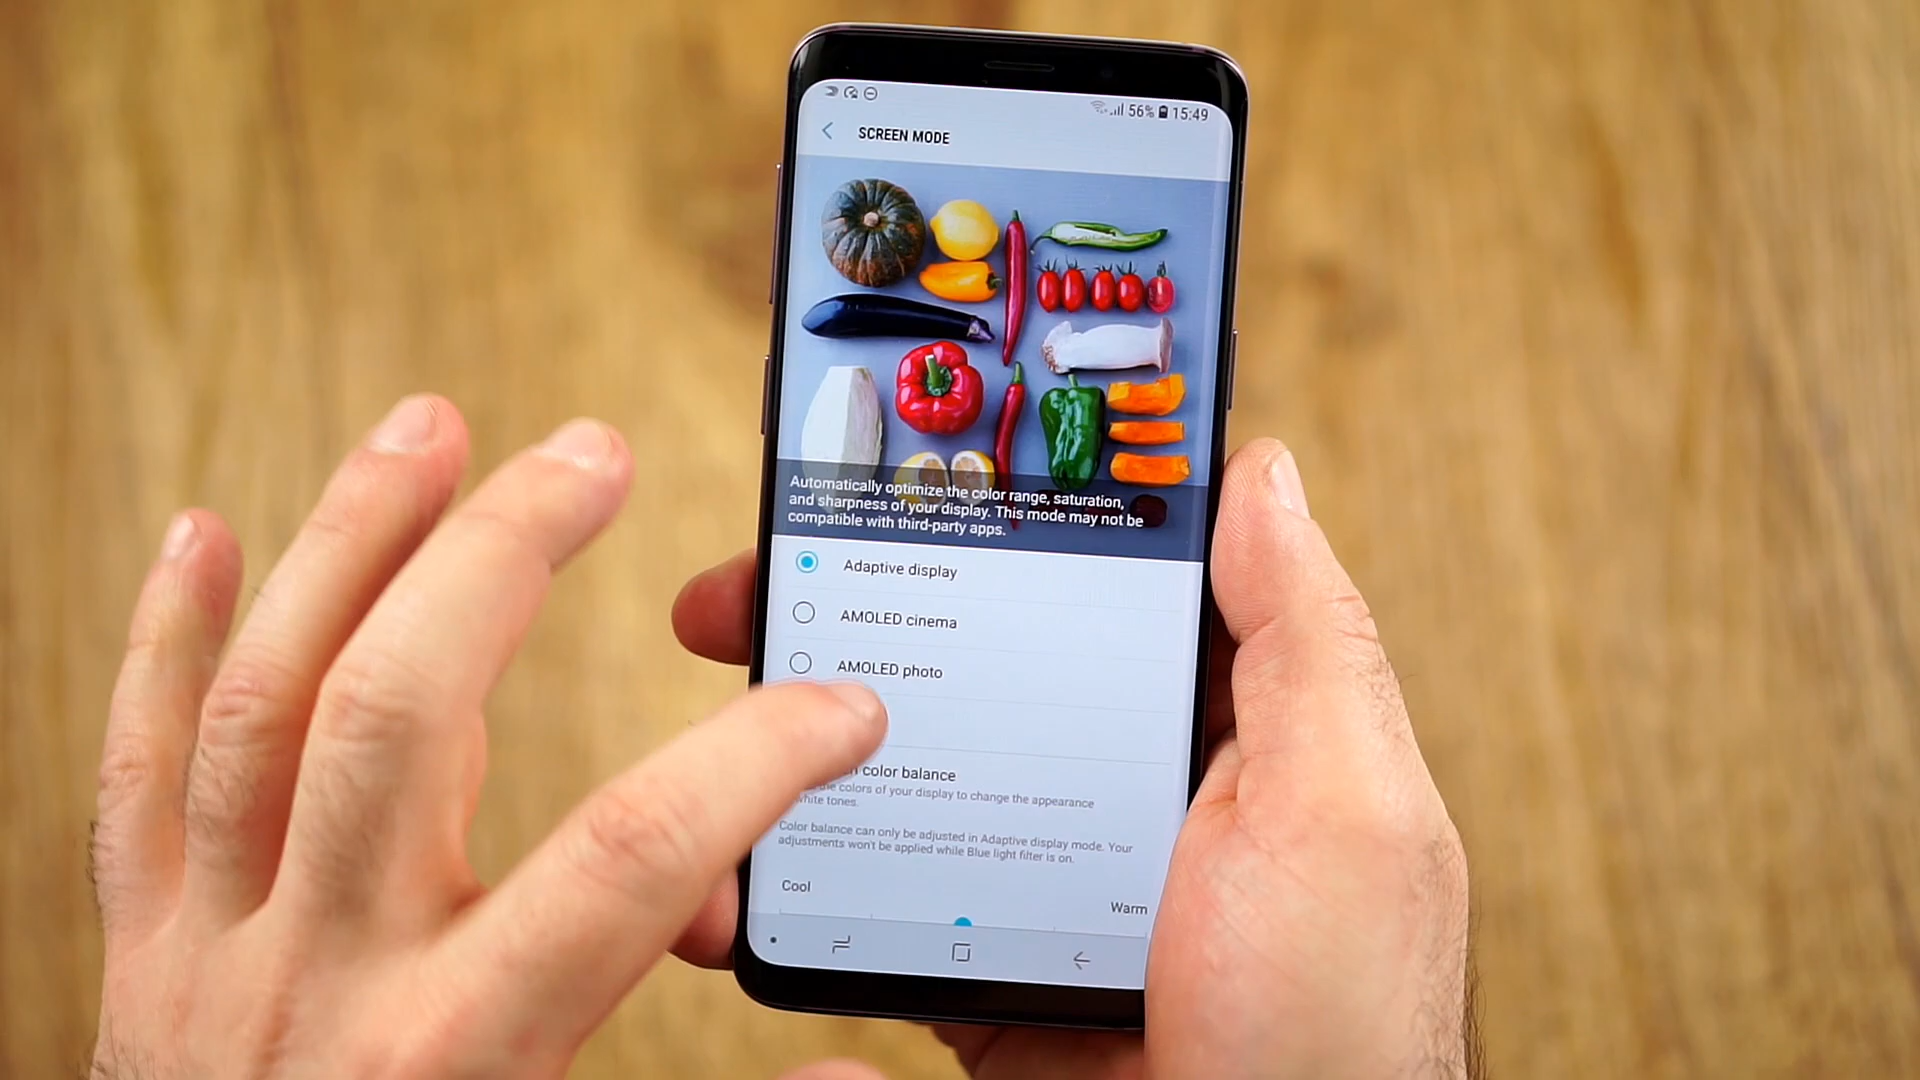 56% 15:49
SCREEN MODE
Automatically optimize the color range, saturation,
and sharpness of your display. This mode may not be
compatible with third-party apps.
Adaptive display
AMOLED cinema
AMOLED photo
color balance
the colors of your display to change the appearance
white tones.
Color balance can only be adjusted in Adaptive display mode. Your
adjustments won't be applied while Blue light filter is on.
Cool
Warm